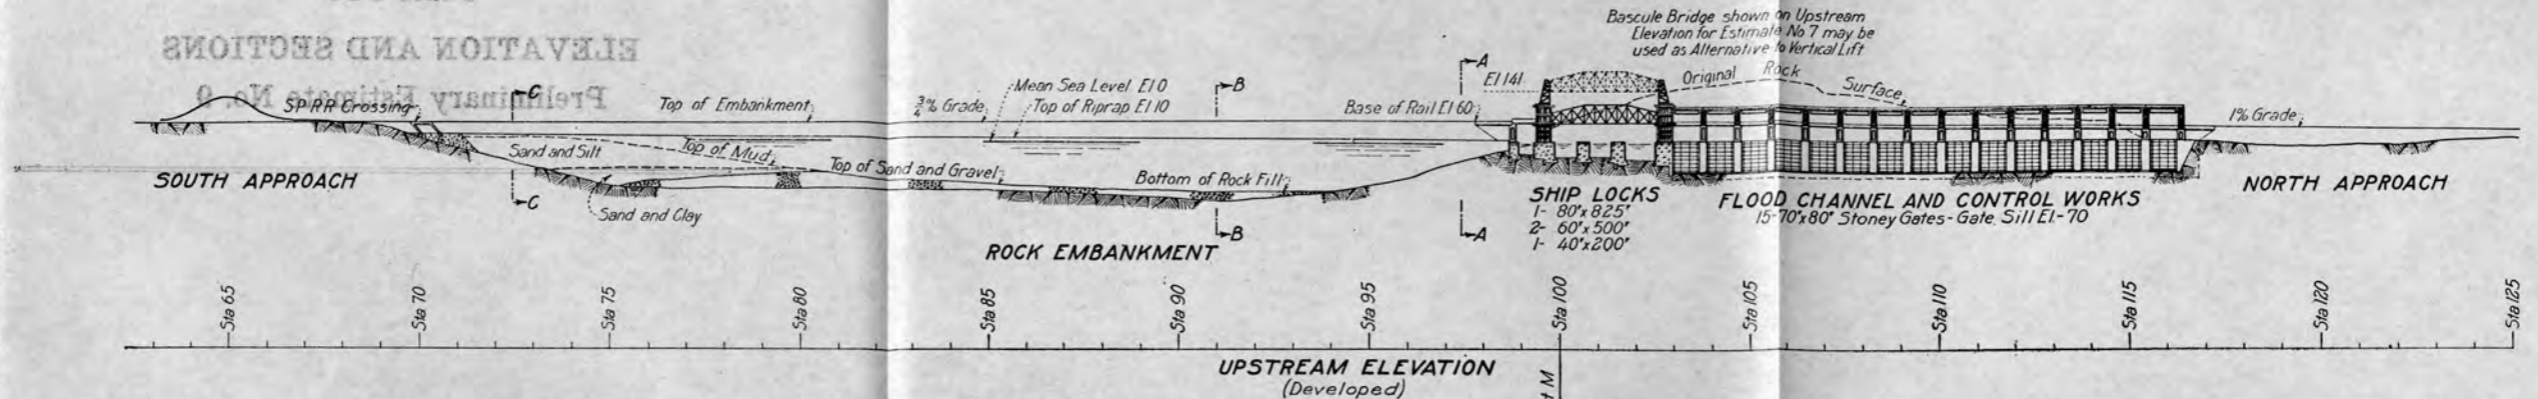 ELEVATION AND SECTIONS
Preliminary Estimate No. 9
Bascule Bridge shown on Upstream
Elevation for Estimate No 7 may be
used as Alternative to Vertical Lift
SPRR Crossing
C
Top of Embankment
3/4 % Grade
Mean Sea Level El 0
Top of Riprap El 10
B
Base of Rail El 60
A
El 141
Original Rock Surface
1% Grade
Sand and Silt
Top of Mud
Top of Sand and Gravel
Bottom of Rock Fill
SOUTH APPROACH
C
Sand and Clay
B
A
ROCK EMBANKMENT
SHIP LOCKS
1- 80'x825'
2- 60'x500'
1- 40'x200'
FLOOD CHANNEL AND CONTROL WORKS
15-70'x80' Stoney Gates - Gate Sill El.-70
NORTH APPROACH
Sta 65
Sta 70
Sta 75
Sta 80
Sta 85
Sta 90
Sta 95
Sta 100
Sta 105
Sta 110
Sta 115
Sta 120
Sta 125
UPSTREAM ELEVATION
(Developed)